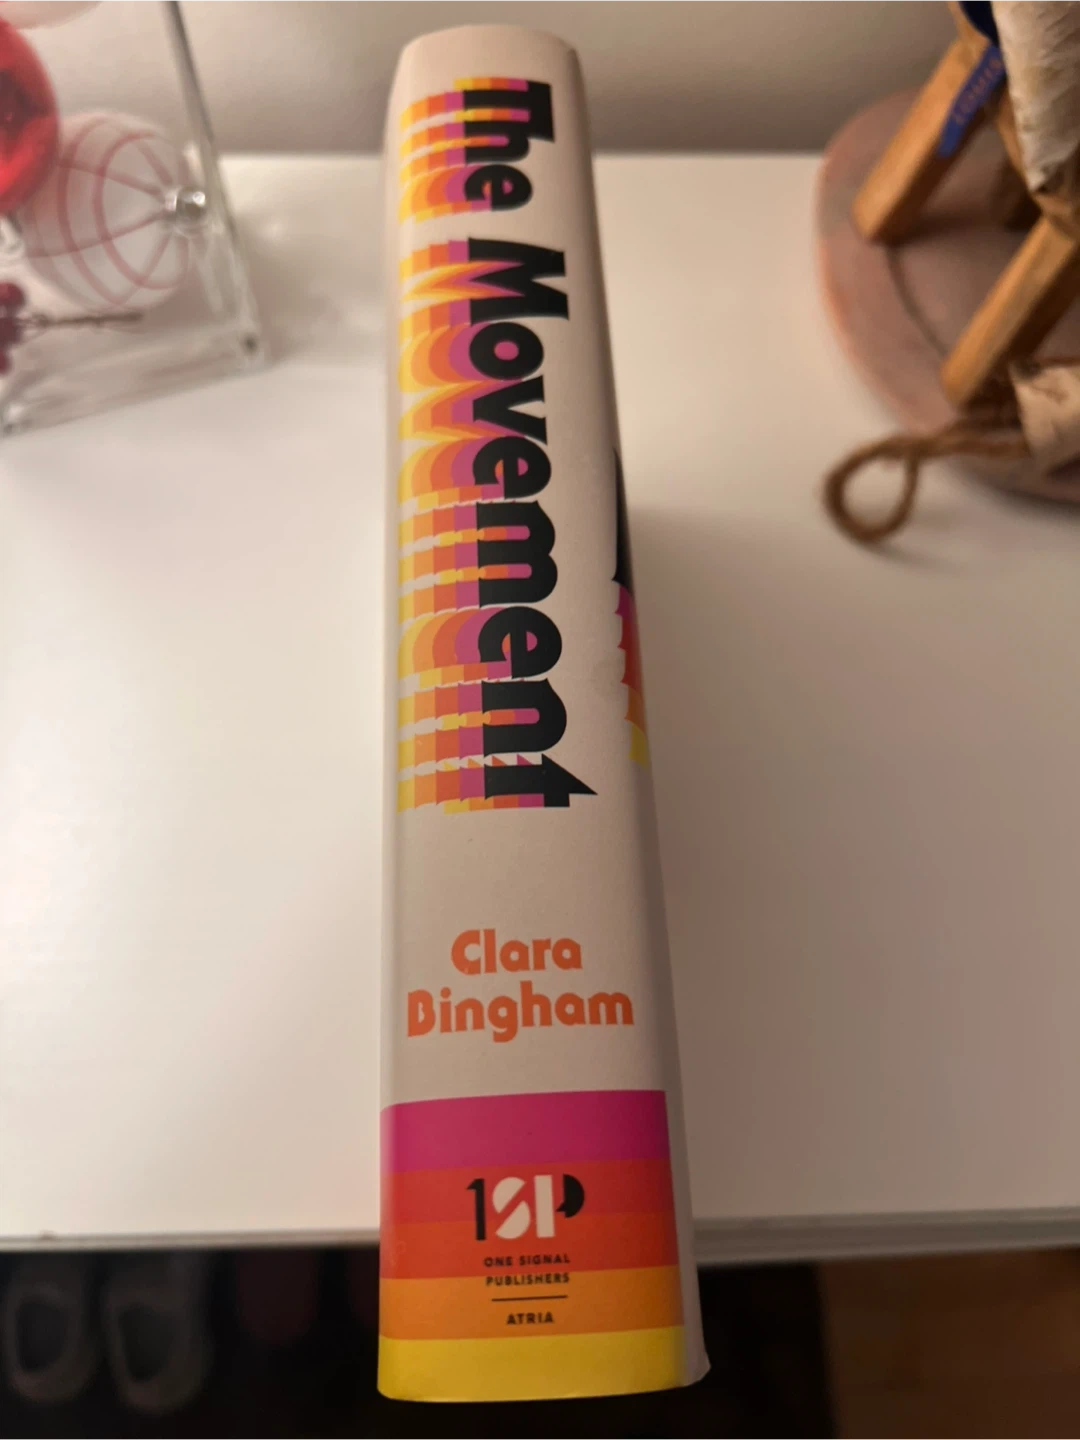 The Movement
Clara
Bingham
1SP
ONE SIGNAL
PUBLISHERS
ATRIA